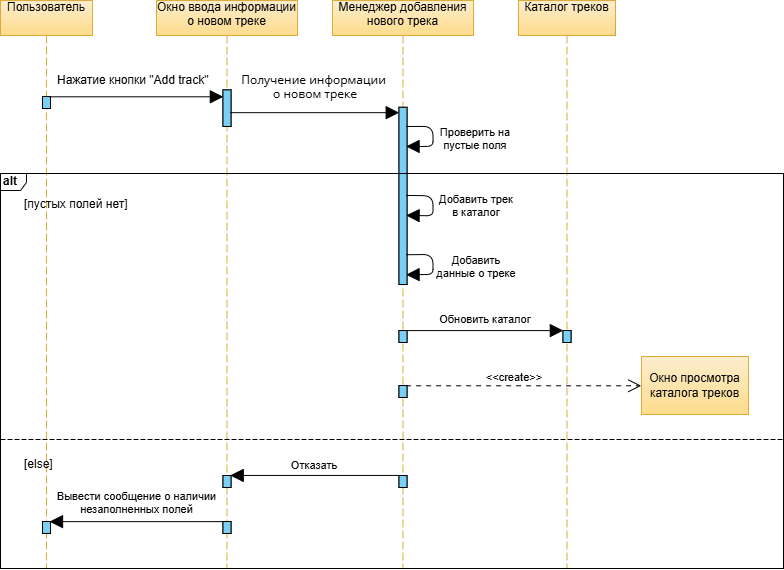 Пользователь
Окно ввода информации
о новом треке
Менеджер добавления
нового трека
Каталог треков
Нажатие кнопки "Add track"
Получение информации
о новом треке
Проверить на
пустые поля
alt
[пустых полей нет]
Добавить трек
в каталог
Добавить
данные о треке
Обновить каталог
<<create>>
Окно просмотра
каталога треков
[else]
Отказать
Вывести сообщение о наличии
незаполненных полей